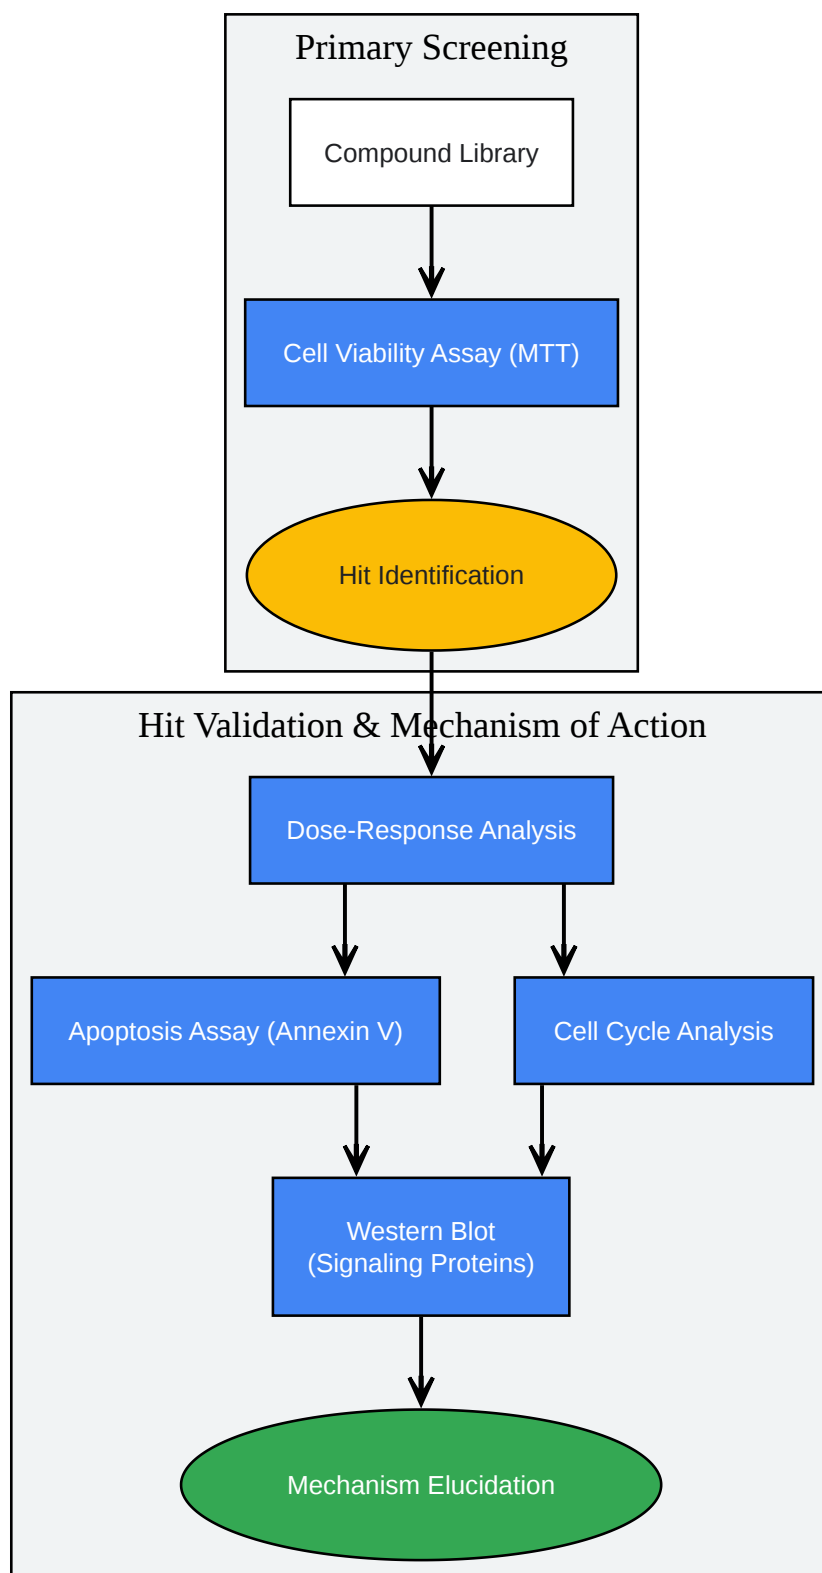 Primary Screening
Compound Library
Cell Viability Assay (MTT)
Hit Identification
Hit Validation & Mechanism of Action
Dose-Response Analysis
Apoptosis Assay (Annexin V)
Cell Cycle Analysis
Western Blot
(Signaling Proteins)
Mechanism Elucidation